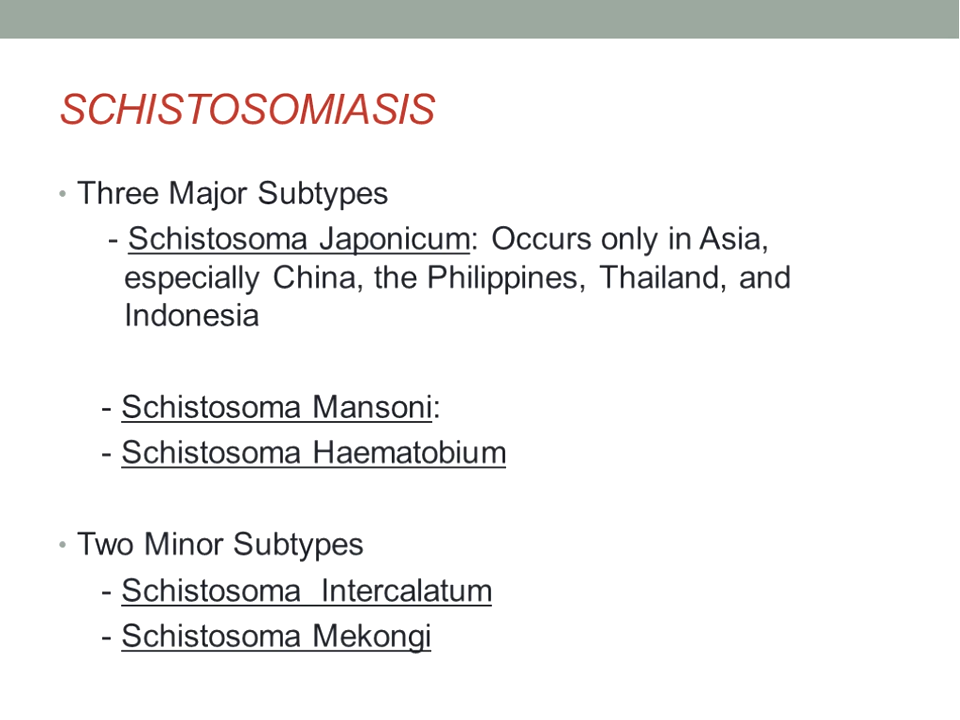 SCHISTOSOMIASIS
• Three Major Subtypes
- Schistosoma Japonicum: Occurs only in Asia,
especially China, the Philippines, Thailand, and
Indonesia
- Schistosoma Mansoni:
- Schistosoma Haematobium
• Two Minor Subtypes
- Schistosoma Intercalatum
- Schistosoma Mekongi